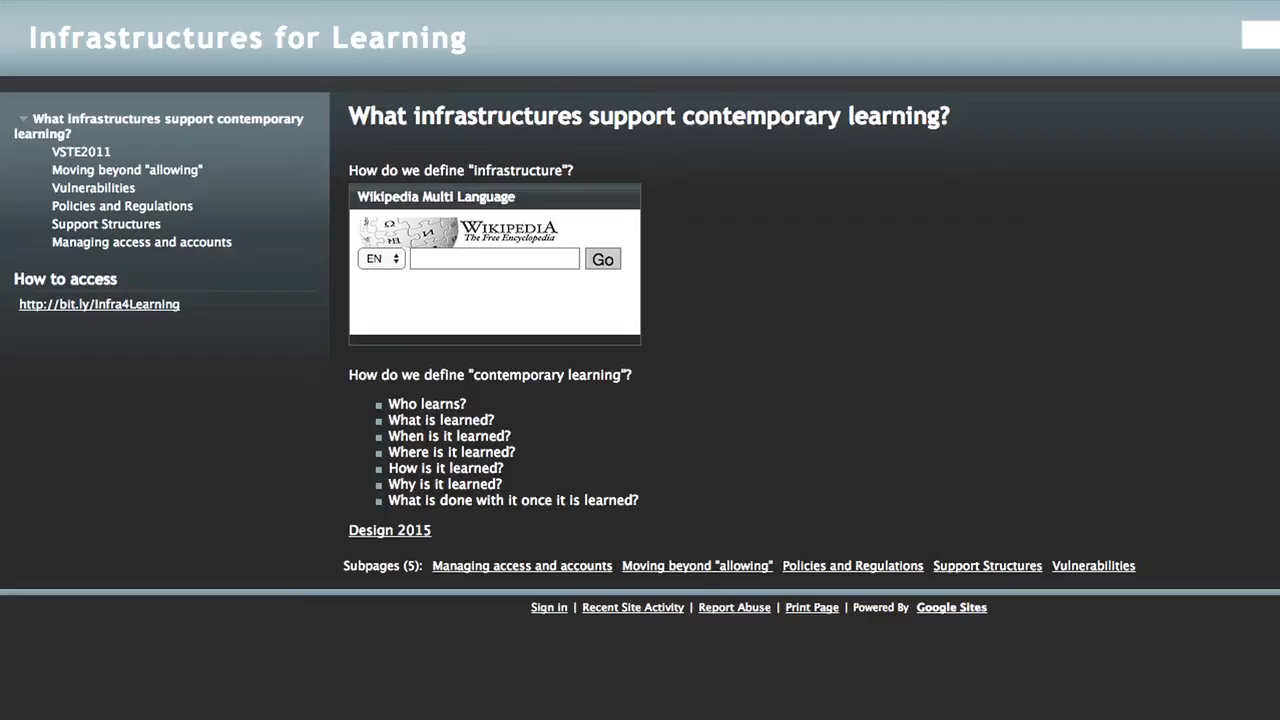 Infrastructures for Learning
What infrastructures support contemporary
learning?
VSTE2011
Moving beyond "allowing"
Vulnerabilities
Policies and Regulations
Support Structures
Managing access and accounts
How to access
http://bit.ly/Infra4Learning
What infrastructures support contemporary learning?
How do we define "infrastructure"?
Wikipedia Multi Language
WIKIPEDIA
The Free Encyclopedia
EN Go
How do we define "contemporary learning"?
Who learns?
What is learned?
When is it learned?
Where is it learned?
How is it learned?
Why is it learned?
What is done with it once it is learned?
Design 2015
Subpages (5): Managing access and accounts Moving beyond "allowing" Policies and Regulations Support Structures Vulnerabilities
Sign in | Recent Site Activity | Report Abuse | Print Page | Powered By Google Sites